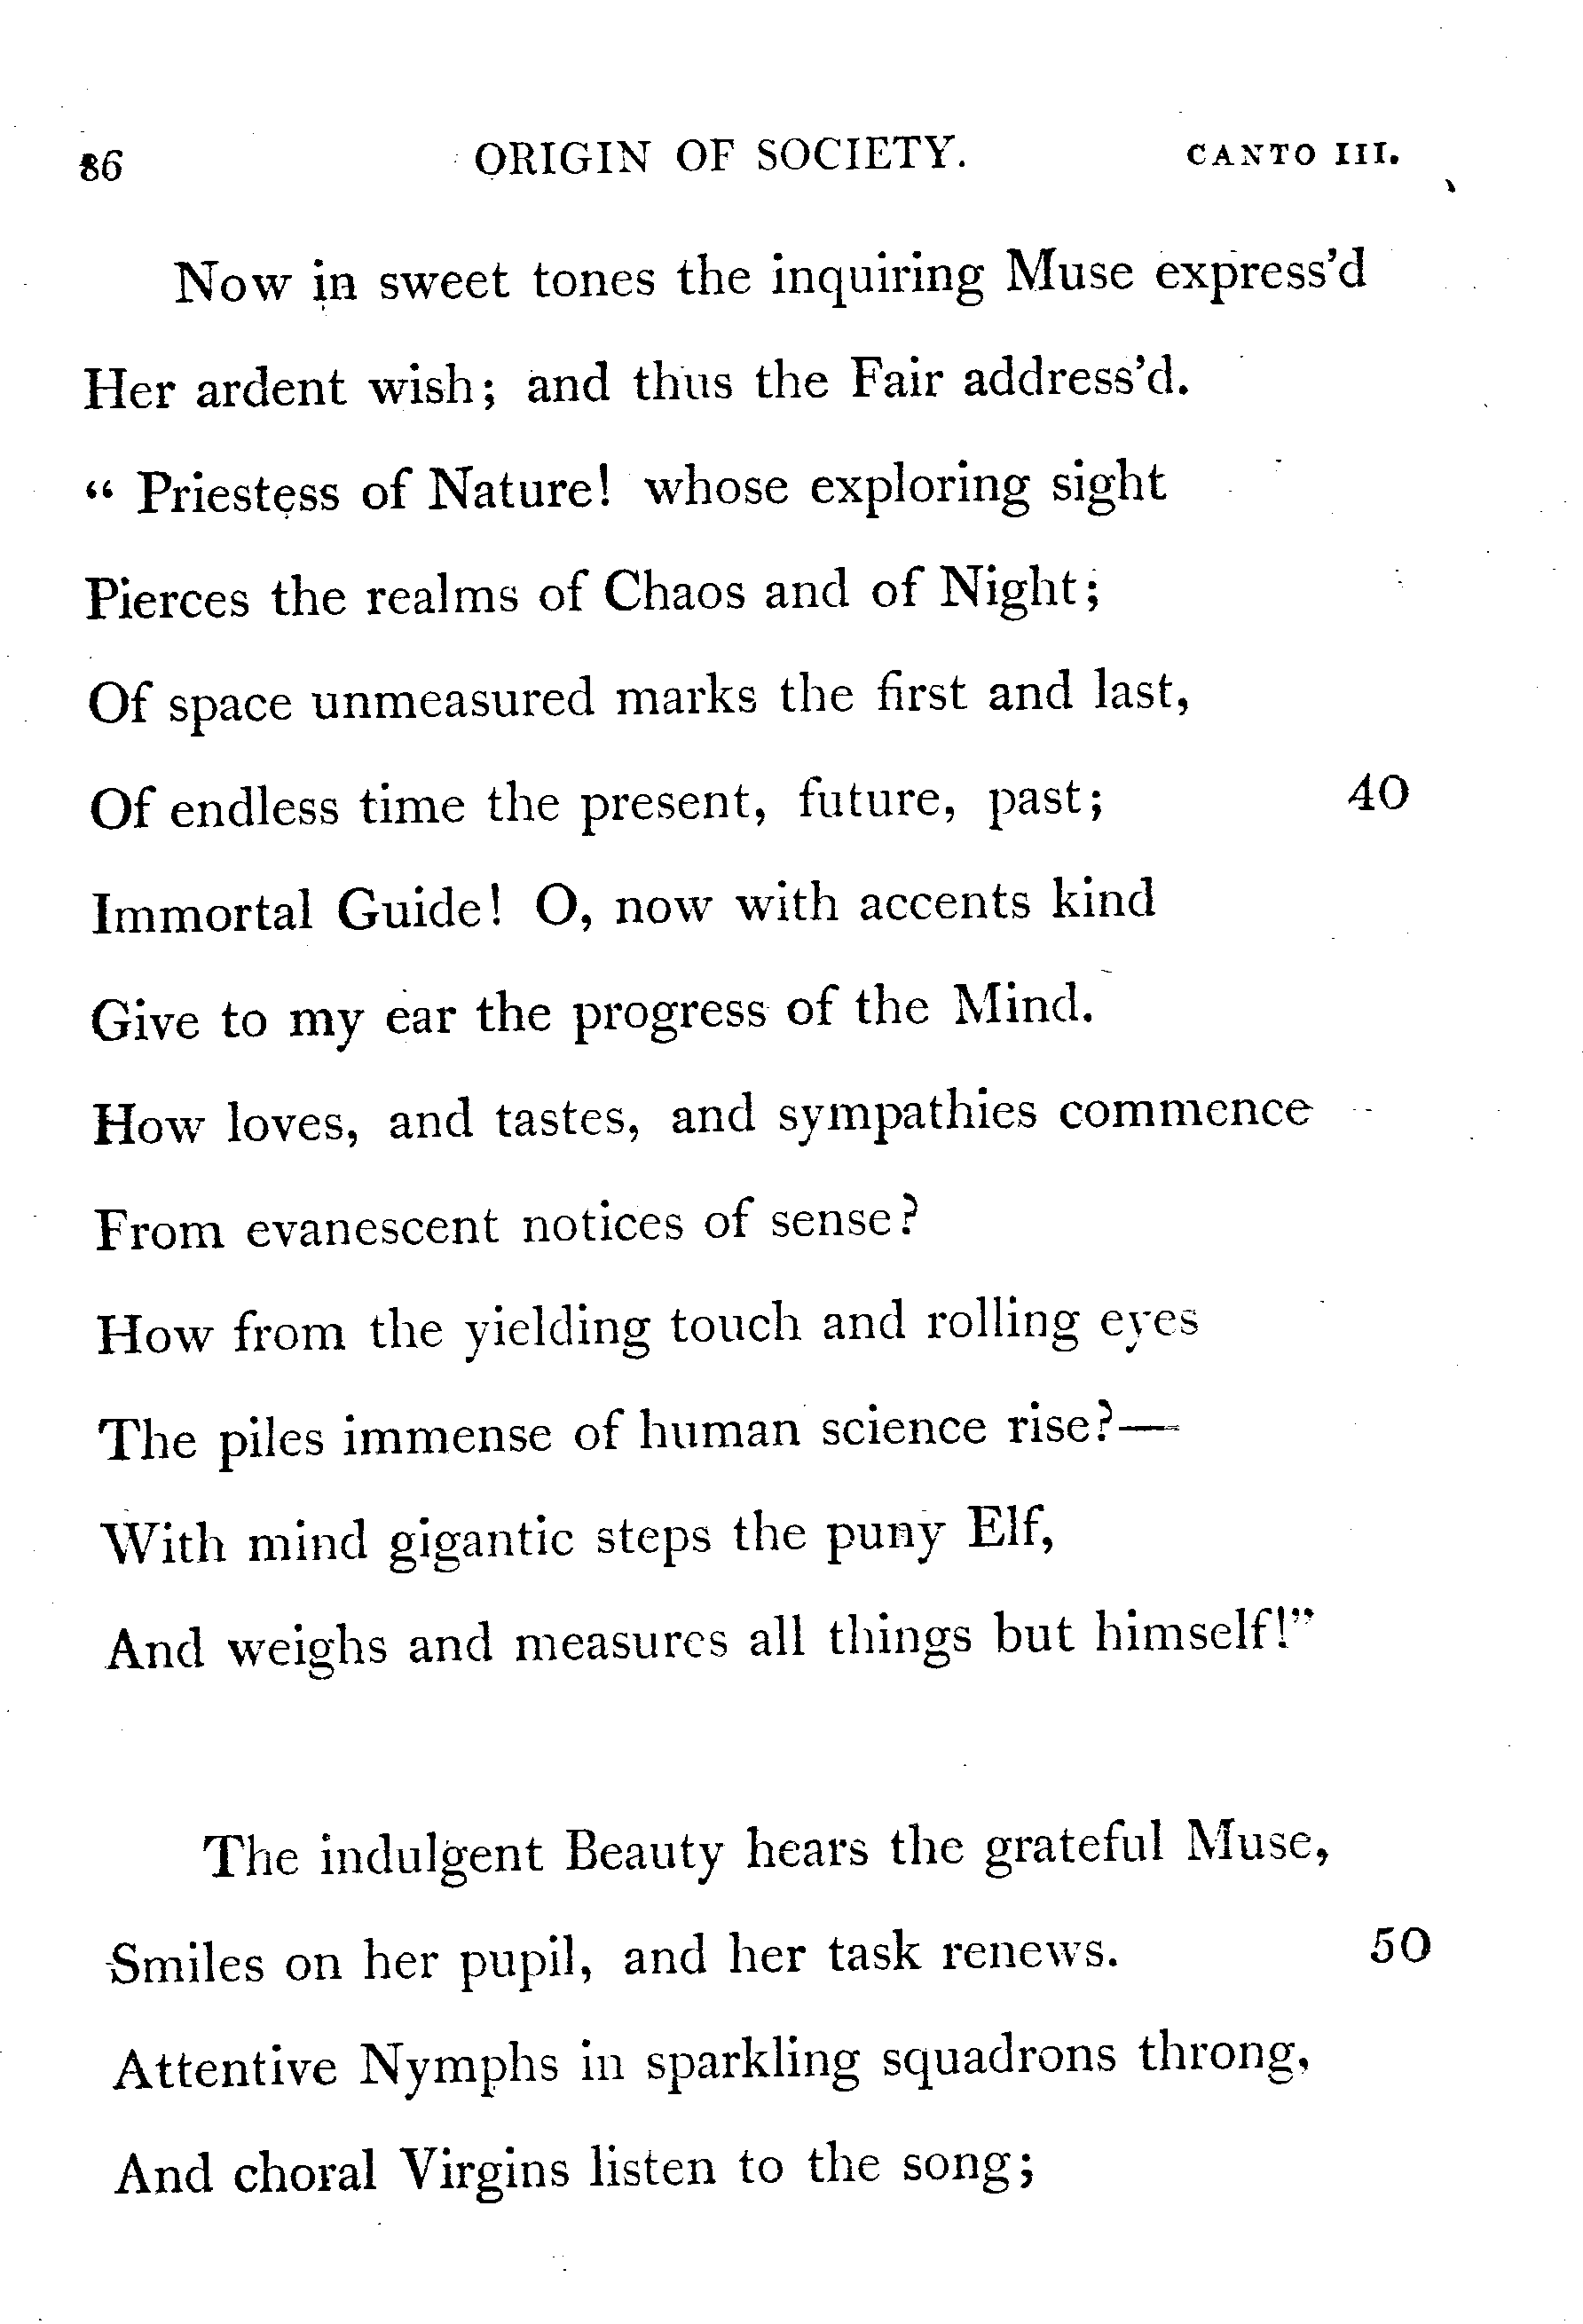 86 ORIGIN OF SOCIETY. CANTO III.
Now in sweet tones the inquiring Muse express'd
Her ardent wish; and thus the Fair address'd.
“ Priestess of Nature! whose exploring sight
Pierces the realms of Chaos and of Night;
Of space unmeasured marks the first and last,
Of endless time the present, future, past; 40
Immortal Guide! O, now with accents kind
Give to my ear the progress of the Mind.
How loves, and tastes, and sympathies commence
From evanescent notices of sense?
How from the yielding touch and rolling eyes
The piles immense of human science rise?—
With mind gigantic steps the puny Elf,
And weighs and measures all things but himself!”
The indulgent Beauty hears the grateful Muse,
Smiles on her pupil, and her task renews. 50
Attentive Nymphs in sparkling squadrons throng,
And choral Virgins listen to the song;